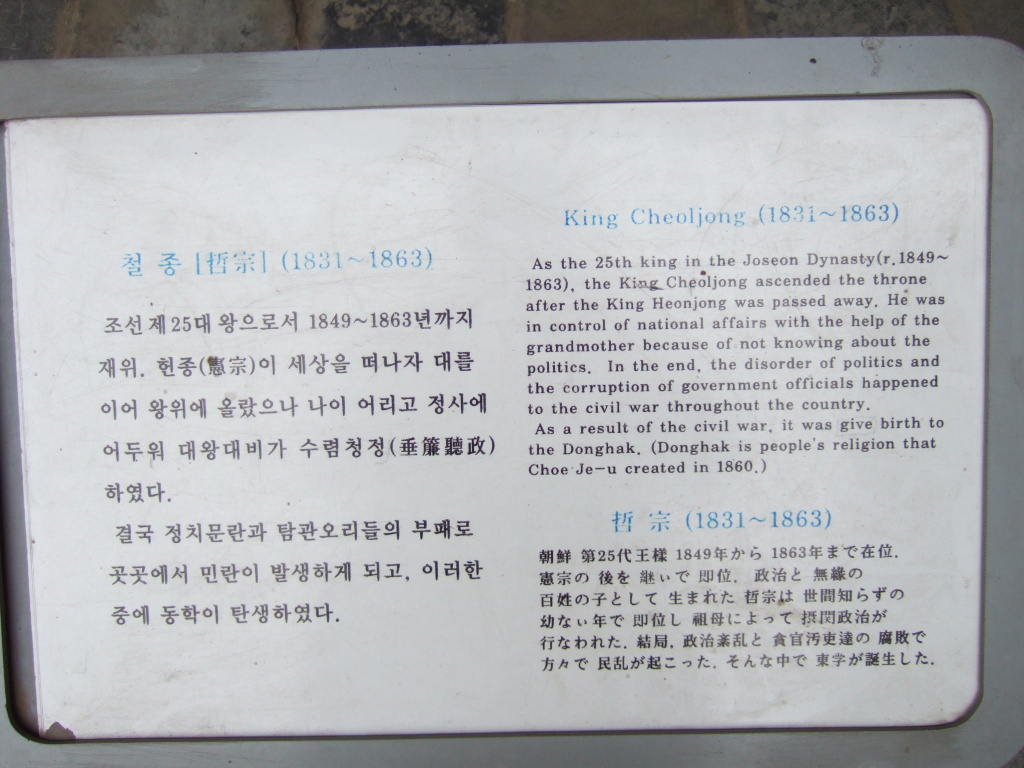 철 종 [哲宗] (1831~1863)
조선 제25대 왕으로서 1849~1863년까지
재위. 헌종(憲宗)이 세상을 떠나자 대를
이어 왕위에 올랐으나 나이 어리고 정사에
어두워 대왕대비가 수렴청정(垂簾聽政)
하였다.
결국 정치문란과 탐관오리들의 부패로
곳곳에서 민란이 발생하게 되고, 이러한
중에 동학이 탄생하였다.
King Cheoljong (1831~1863)
As the 25th king in the Joseon Dynasty(r.1849~
1863), the King Cheoljong ascended the throne
after the King Heonjong was passed away. He was
in control of national affairs with the help of the
grandmother because of not knowing about the
politics. In the end, the disorder of politics and
the corruption of government officials happened
to the civil war throughout the country.
As a result of the civil war, it was give birth to
the Donghak. (Donghak is people's religion that
Choe Je-u created in 1860.)
哲 宗 (1831~1863)
朝鮮 第25代王様 1849年から 1863年まで在位.
憲宗の 後を 継いで 即位. 政治と 無縁の
百姓の子として 生まれた 哲宗は 世間知らずの
幼ない年で 即位し 祖母によって 摂関政治が
行なわれた. 結局, 政治紊乱と 貪官汚吏達の 腐敗で
方々で 民乱が起こった. そんな中で 東学が誕生した.